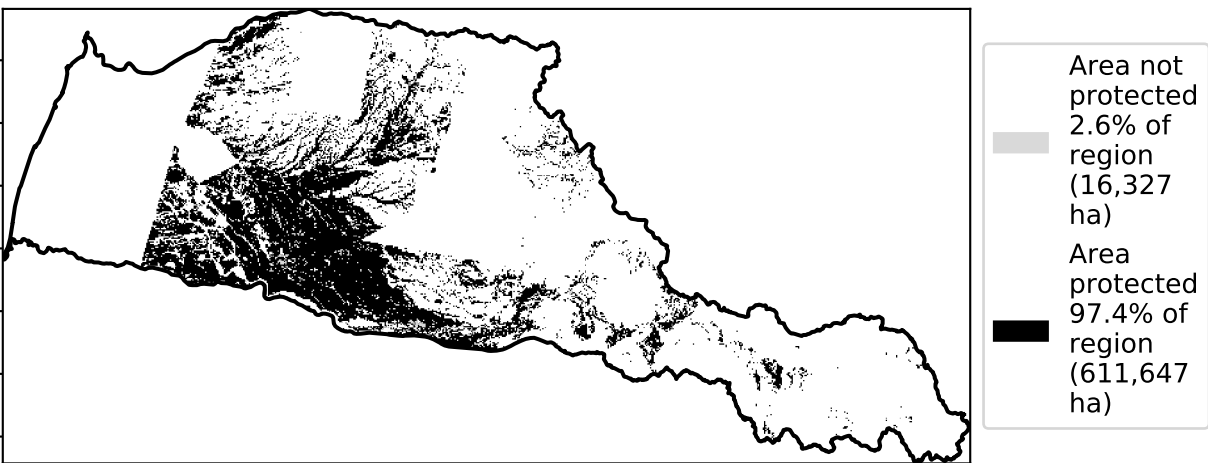 Area not
protected
2.6% of
region
(16,327
ha)
Area
protected
97.4% of
region
(611,647
ha)